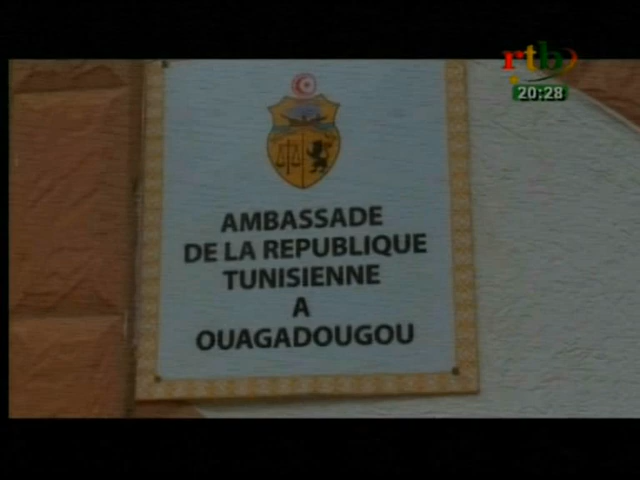 rtb
20:28
AMBASSADE
DE LA REPUBLIQUE
TUNISIENNE
A
OUAGADOUGOU